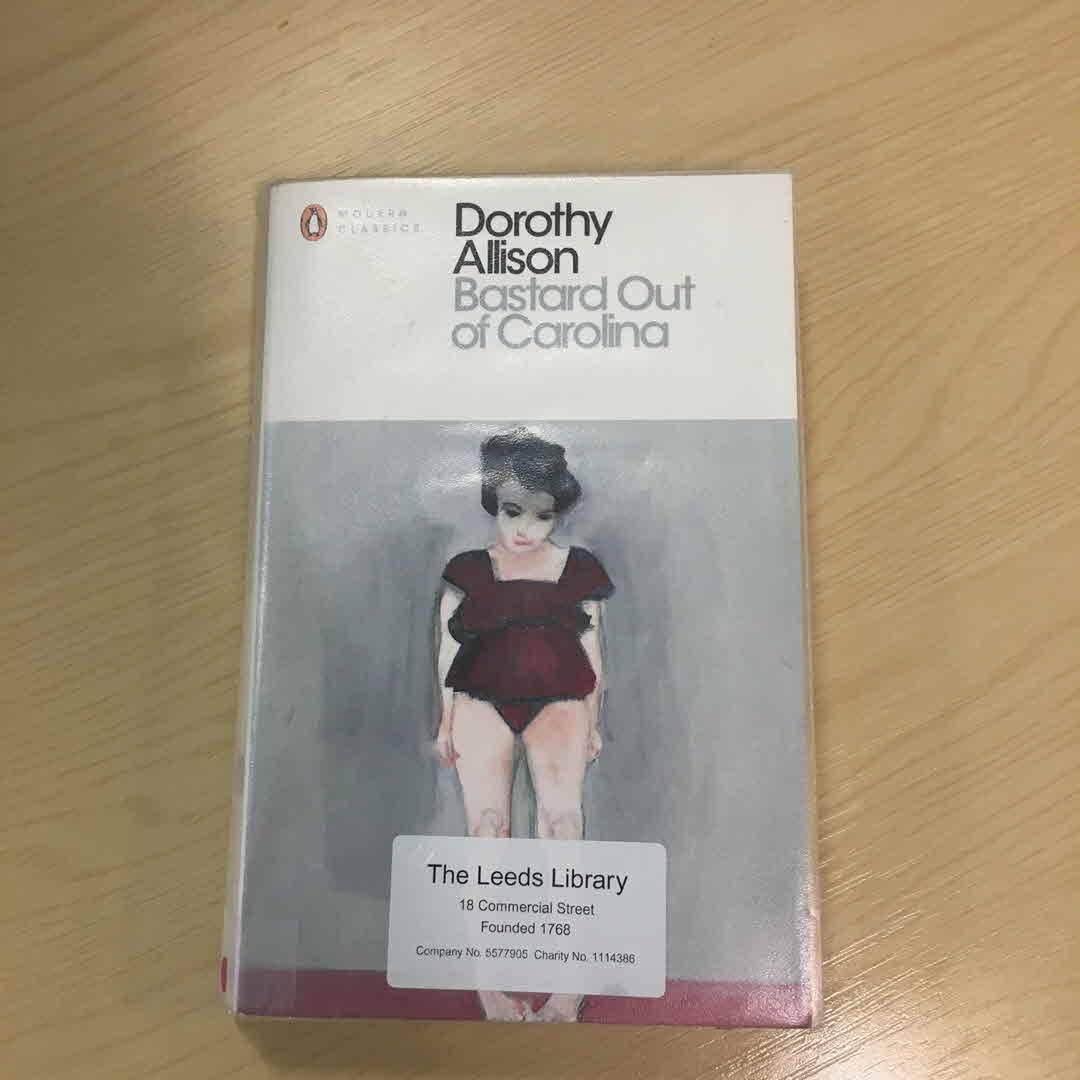 MODERN
CLASSICS
Dorothy
Allison
Bastard Out
of Carolina
The Leeds Library
18 Commercial Street
Founded 1768
Company No. 5577905 Charity No. 1114386